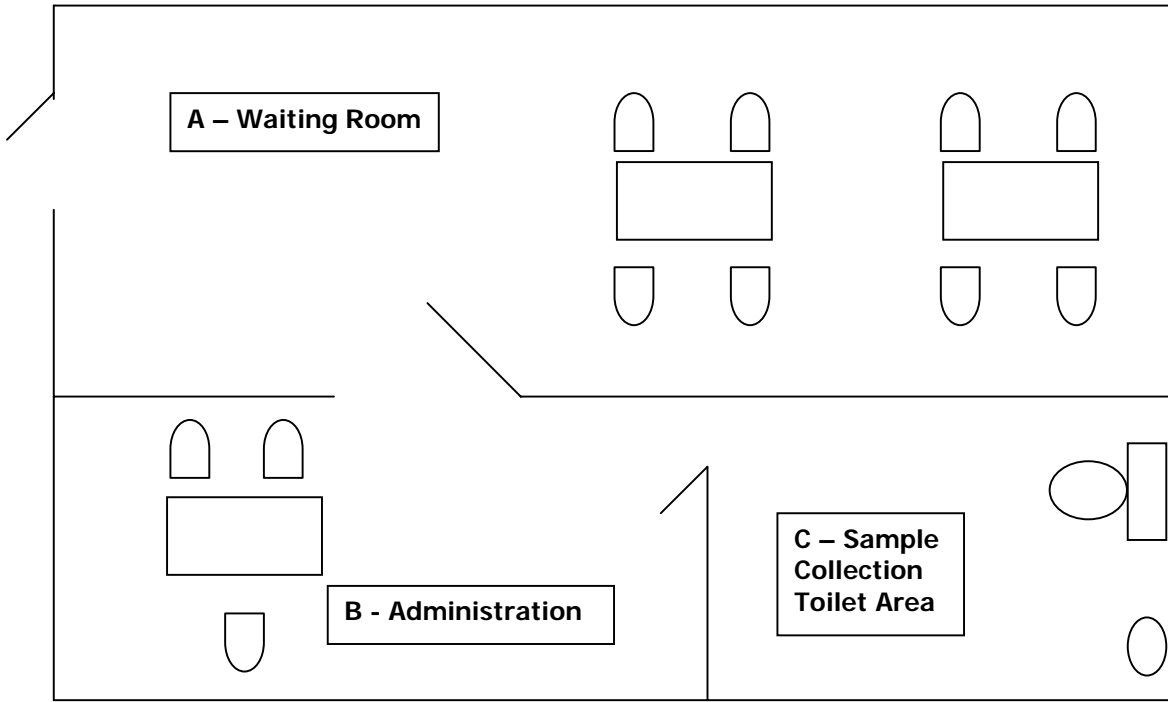 A – Waiting Room
B - Administration
C – Sample
Collection
Toilet Area